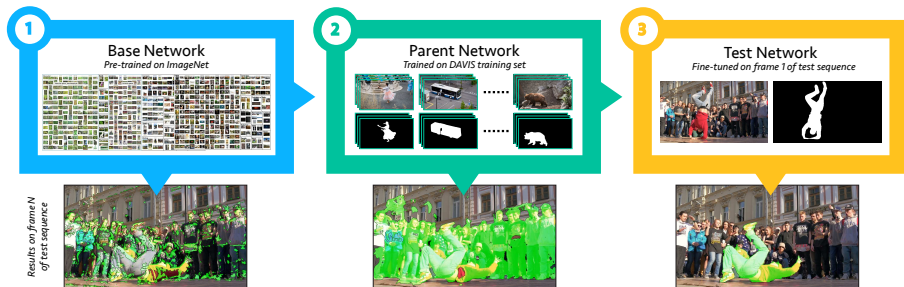 1
Base Network
Pre-trained on ImageNet
2
Parent Network
Trained on DAVIS training set
3
Test Network
Fine-tuned on frame 1 of test sequence
Results on frame N
of test sequence